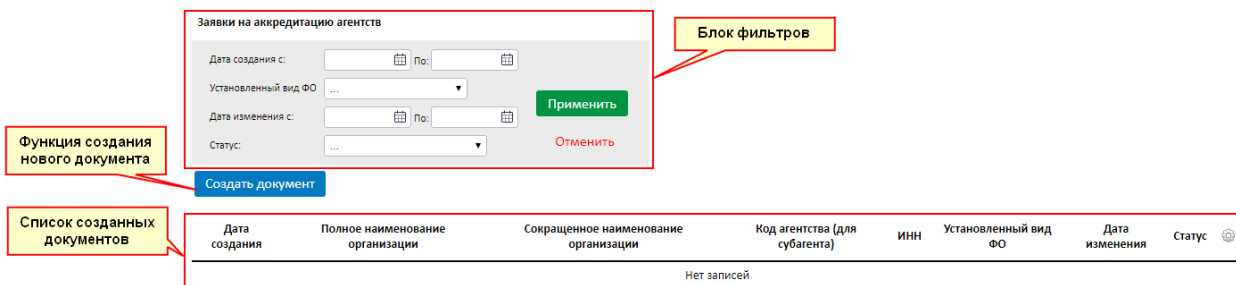 Заявки на аккредитацию агентств
Блок фильтров
Дата создания с: По:
Установленный вид ФО ...
Применить
Дата изменения с: По:
Статус: ...
Отменить
Функция создания
нового документа
Создать документ
Список созданных
документов
Дата
создания
Полное наименование
организации
Сокращенное наименование
организации
Код агентства (для
субагента)
ИНН
Установленный вид
ФО
Дата
изменения
Статус
Нет записей